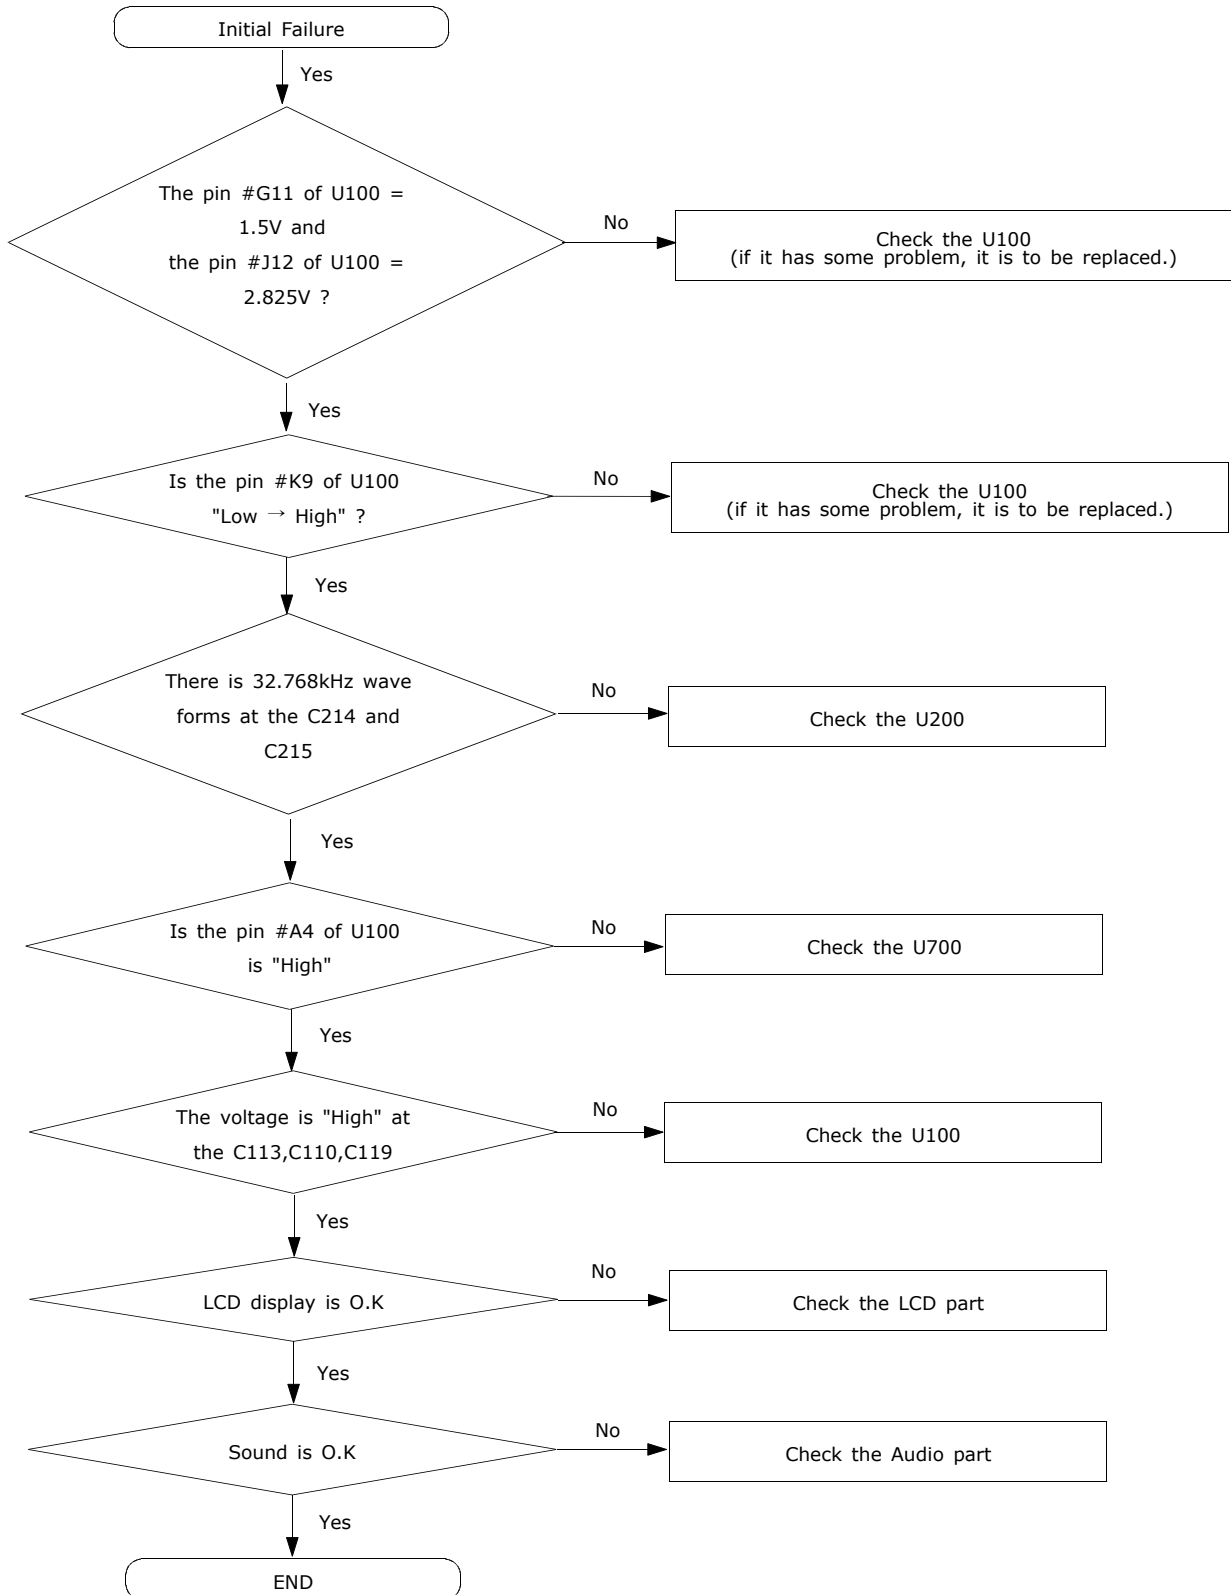 Initial Failure
Yes
The pin #G11 of U100 =
1.5V and
the pin #J12 of U100 =
2.825V ?
No
Check the U100
(if it has some problem, it is to be replaced.)
Yes
Is the pin #K9 of U100
"Low → High" ?
No
Check the U100
(if it has some problem, it is to be replaced.)
Yes
There is 32.768kHz wave
forms at the C214 and
C215
No
Check the U200
Yes
Is the pin #A4 of U100
is "High"
No
Check the U700
Yes
The voltage is "High" at
the C113,C110,C119
No
Check the U100
Yes
LCD display is O.K
No
Check the LCD part
Yes
Sound is O.K
No
Check the Audio part
Yes
END